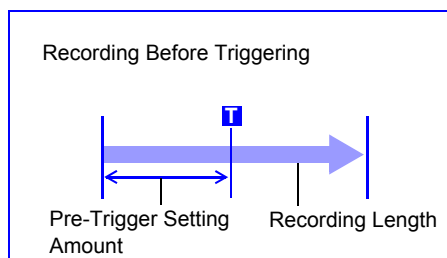 Recording Before Triggering
T
Pre-Trigger Setting
Amount
Recording Length